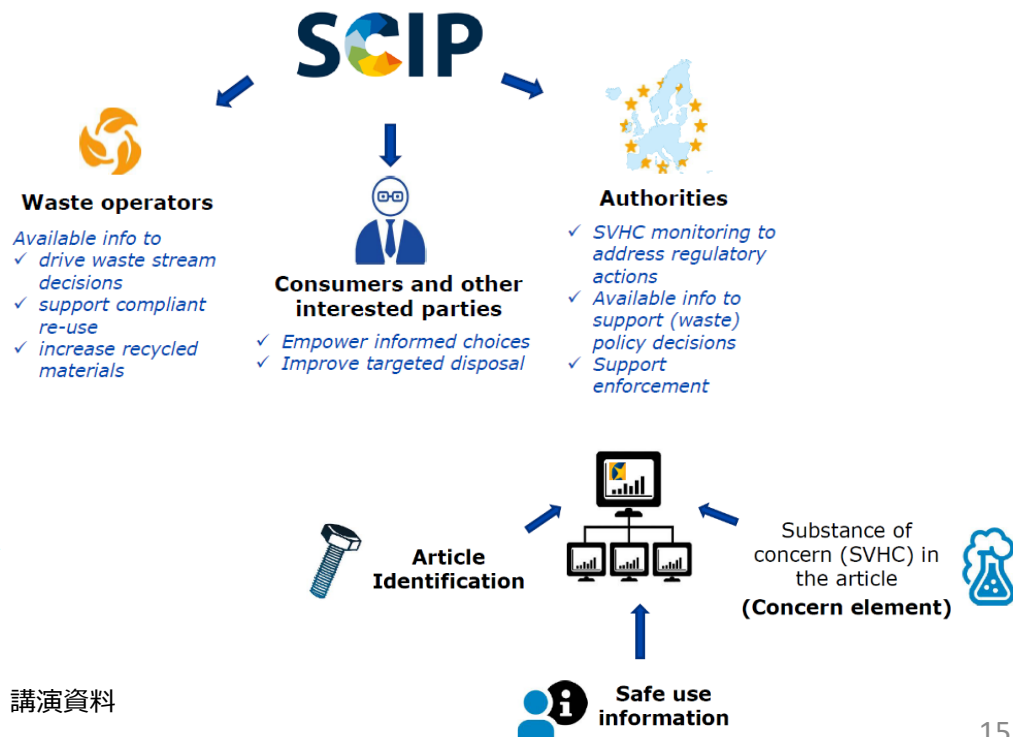 SCIP
Waste operators
Available info to
✓ drive waste stream
decisions
✓ support compliant
re-use
✓ increase recycled
materials
Consumers and other
interested parties
✓ Empower informed choices
✓ Improve targeted disposal
Authorities
✓ SVHC monitoring to
address regulatory
actions
✓ Available info to
support (waste)
policy decisions
✓ Support
enforcement
Article
Identification
Substance of
concern (SVHC) in
the article
(Concern element)
Safe use
information
講演資料
15